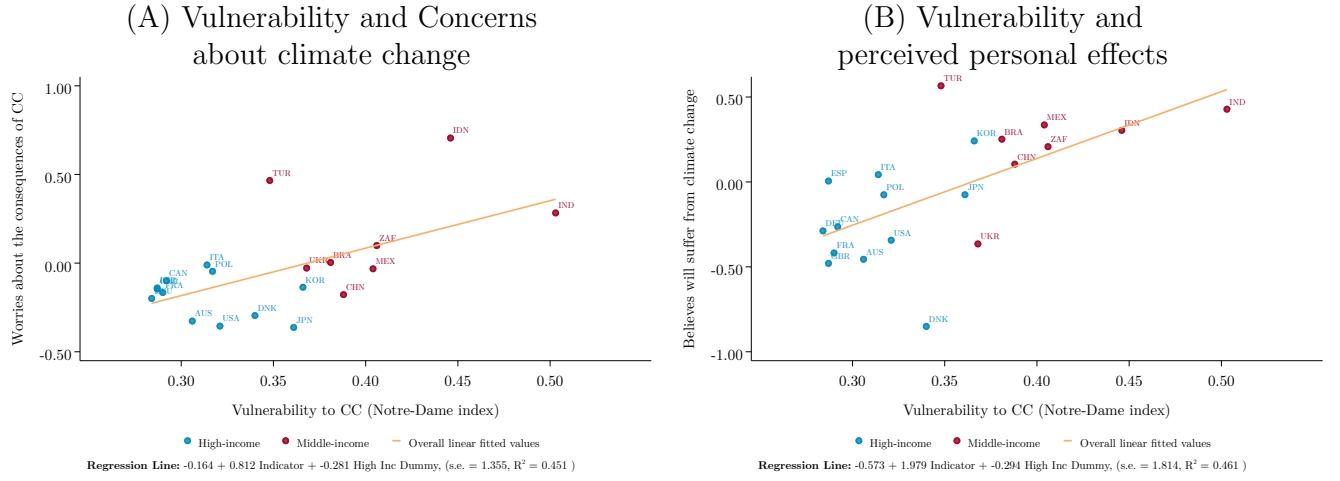 (A) Vulnerability and Concerns
about climate change
Worries about the consequences of CC
1.00
0.50
0.00
-0.50
IDN
TUR
IND
ZAF
BRA
UKR
MEX
ITA
POL
CAN
KOR
CHN
DNK
AUS
USA
JPN
0.30
0.35
0.40
0.45
0.50
Vulnerability to CC (Notre-Dame index)
High-income
Middle-income
Overall linear fitted values
Regression Line: -0.164 + 0.812 Indicator + -0.281 High Inc Dummy, (s.e. = 1.355, R² = 0.451 )
(B) Vulnerability and
perceived personal effects
Believes will suffer from climate change
0.50
0.00
-0.50
-1.00
TUR
IND
MEX
IDN
KOR
BRA
ZAF
CHN
ITA
ESP
POL
JPN
CAN
DEU
USA
UKR
FRA
AUS
GBR
DNK
0.30
0.35
0.40
0.45
0.50
Vulnerability to CC (Notre-Dame index)
High-income
Middle-income
Overall linear fitted values
Regression Line: -0.573 + 1.979 Indicator + -0.294 High Inc Dummy, (s.e. = 1.814, R² = 0.461 )